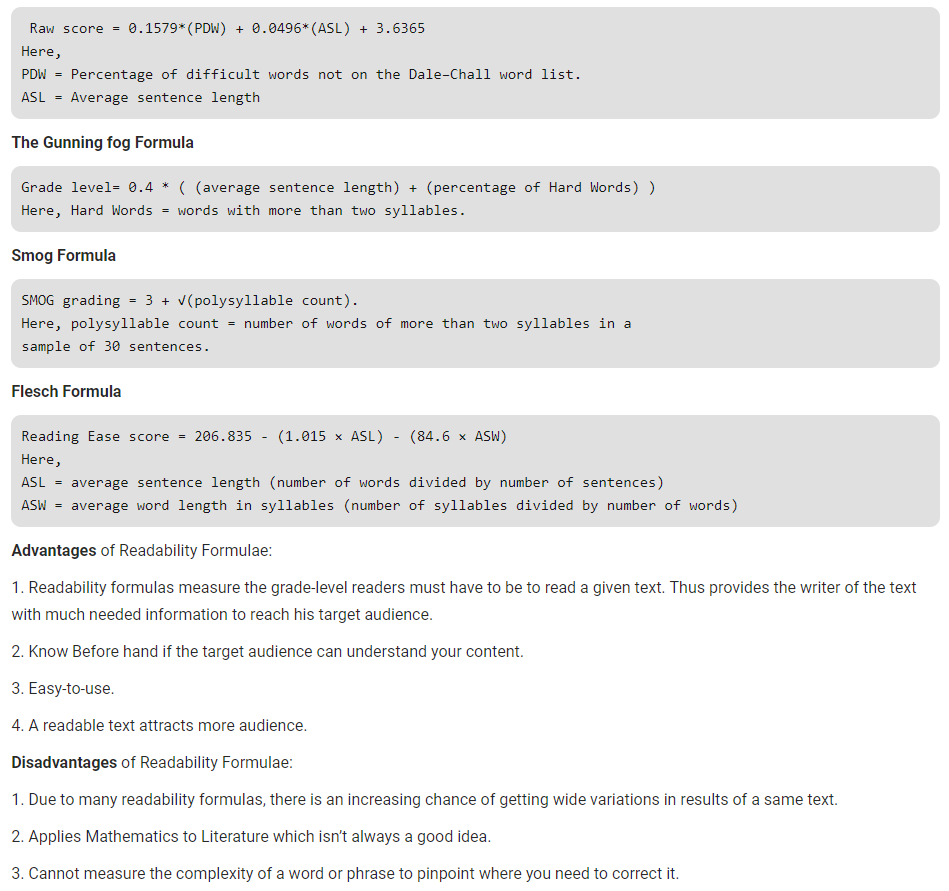 Raw score = 0.1579*(PDW) + 0.0496*(ASL) + 3.6365
Here,
PDW = Percentage of difficult words not on the Dale–Chall word list.
ASL = Average sentence length
The Gunning fog Formula
Grade level= 0.4 * ( (average sentence length) + (percentage of Hard Words) )
Here, Hard Words = words with more than two syllables.
Smog Formula
SMOG grading = 3 + √(polysyllable count).
Here, polysyllable count = number of words of more than two syllables in a
sample of 30 sentences.
Flesch Formula
Reading Ease score = 206.835 - (1.015 × ASL) - (84.6 × ASW)
Here,
ASL = average sentence length (number of words divided by number of sentences)
ASW = average word length in syllables (number of syllables divided by number of words)
Advantages of Readability Formulae:
1. Readability formulas measure the grade-level readers must have to be to read a given text. Thus provides the writer of the text
with much needed information to reach his target audience.
2. Know Before hand if the target audience can understand your content.
3. Easy-to-use.
4. A readable text attracts more audience.
Disadvantages of Readability Formulae:
1. Due to many readability formulas, there is an increasing chance of getting wide variations in results of a same text.
2. Applies Mathematics to Literature which isn't always a good idea.
3. Cannot measure the complexity of a word or phrase to pinpoint where you need to correct it.